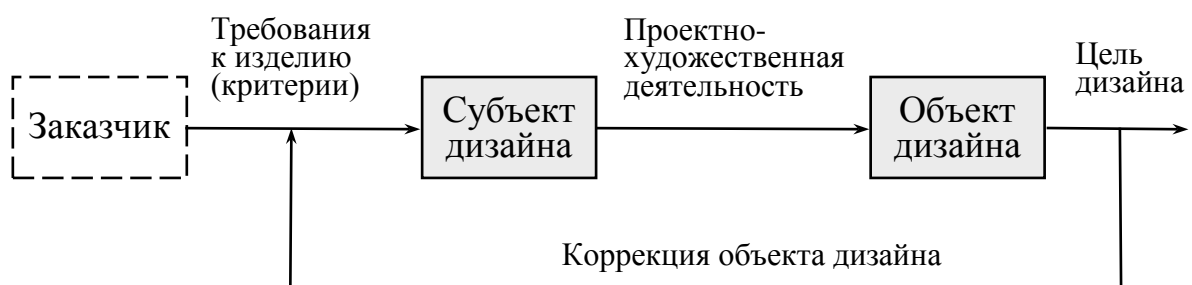 Требования
к изделию
(критерии)
Проектно-
художественная
деятельность
Цель
дизайна
Заказчик
Субъект
дизайна
Объект
дизайна
Коррекция объекта дизайна